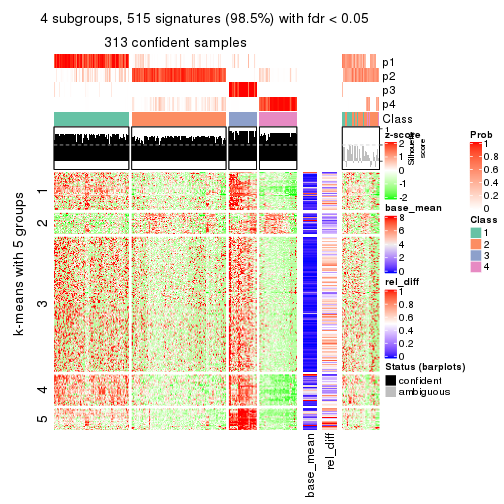 4 subgroups, 515 signatures (98.5%) with fdr < 0.05
313 confident samples
p1
p2
p3
p4
Class
1
Silhouette
score
z-score
2
1
0
-1
-2
base_mean
8
6
4
2
0
rel_diff
1
0.8
0.6
0.4
0.2
0
Status (barplots)
confident
ambiguous
Prob
1
0.8
0.6
0.4
0.2
0
Class
1
2
3
4
k-means with 5 groups
1
2
3
4
5
base_mean
rel_diff